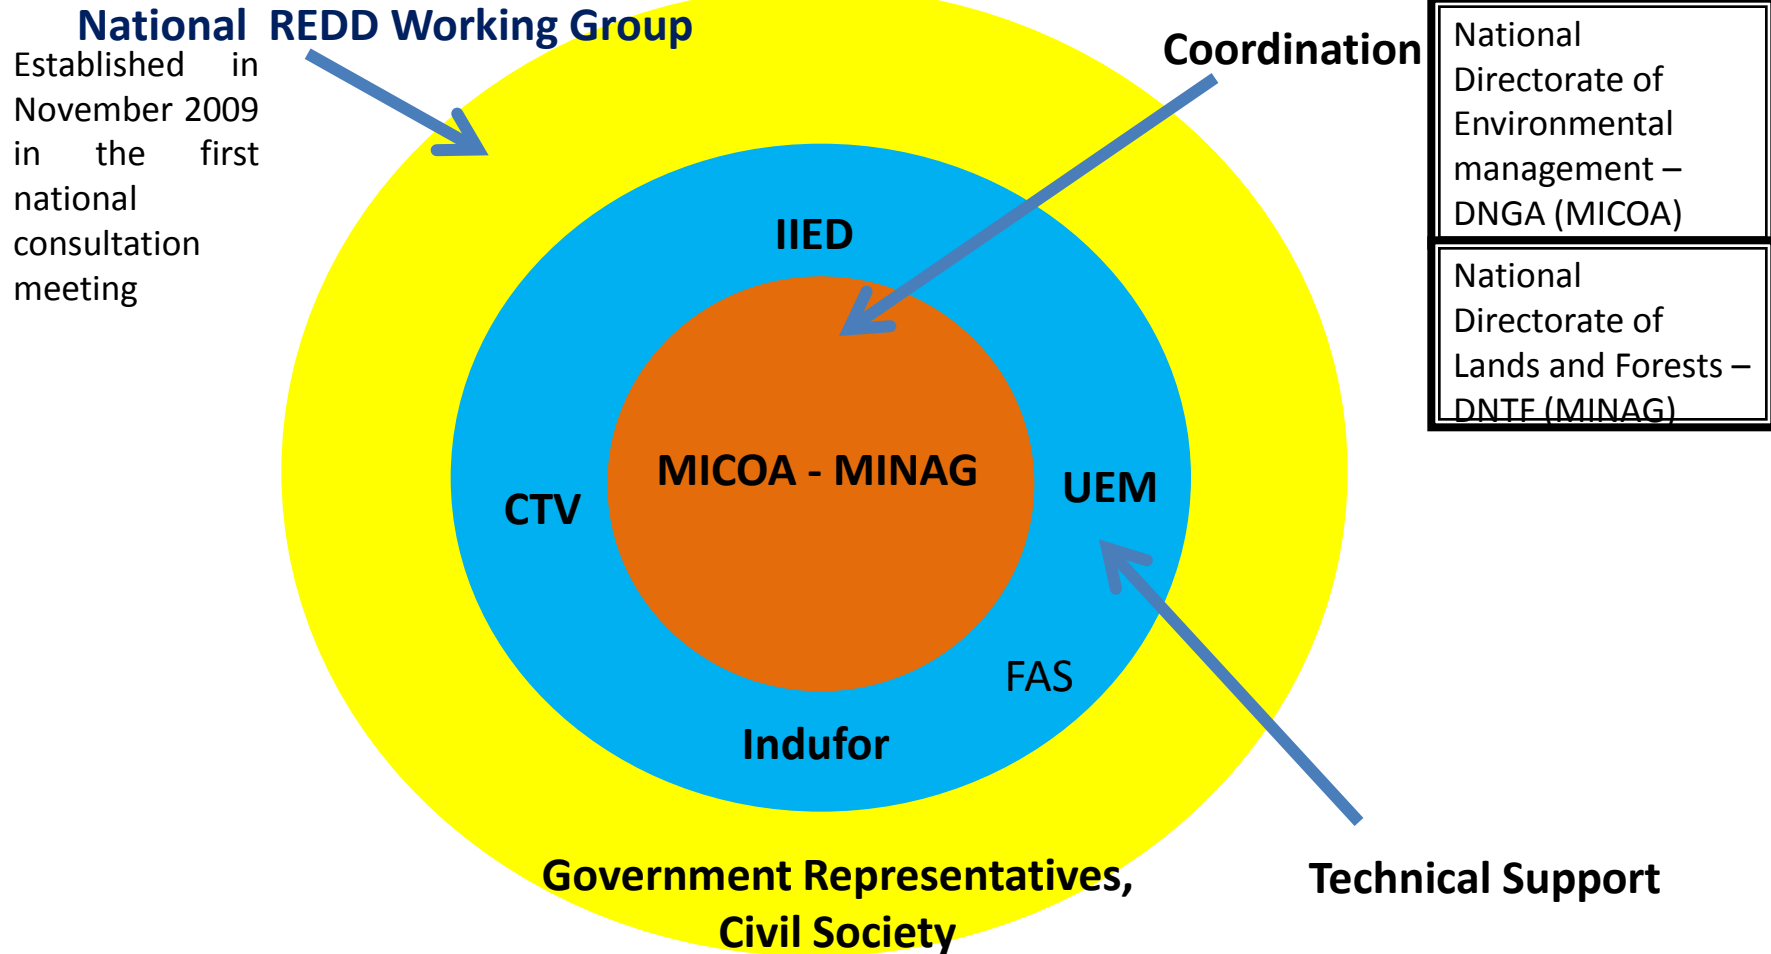 National REDD Working Group
Established in
November 2009
in the first
national
consultation
meeting
Coordination
National
Directorate of
Environmental
management –
DNGA (MICOA)
National
Directorate of
Lands and Forests –
DNTF (MINAG)
IIED
MICOA - MINAG
CTV
UEM
FAS
Indufor
Government Representatives,
Civil Society
Technical Support